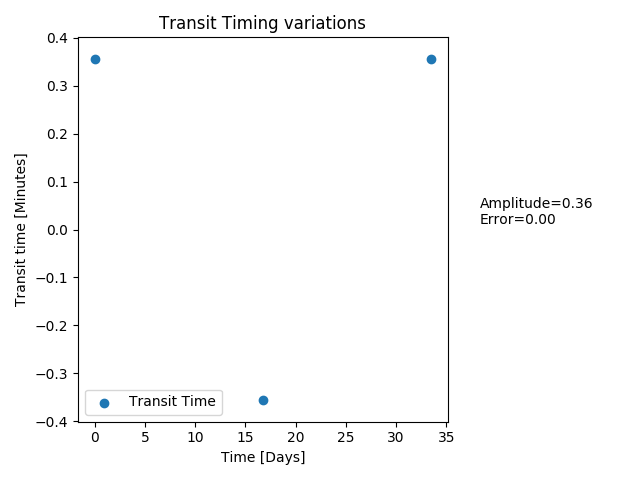 Transit Timing variations
0.4
0.3
0.2
0.1
0.0
−0.1
−0.2
−0.3
−0.4
Transit time [Minutes]
Amplitude=0.36
Error=0.00
Transit Time
0 5 10 15 20 25 30 35
Time [Days]